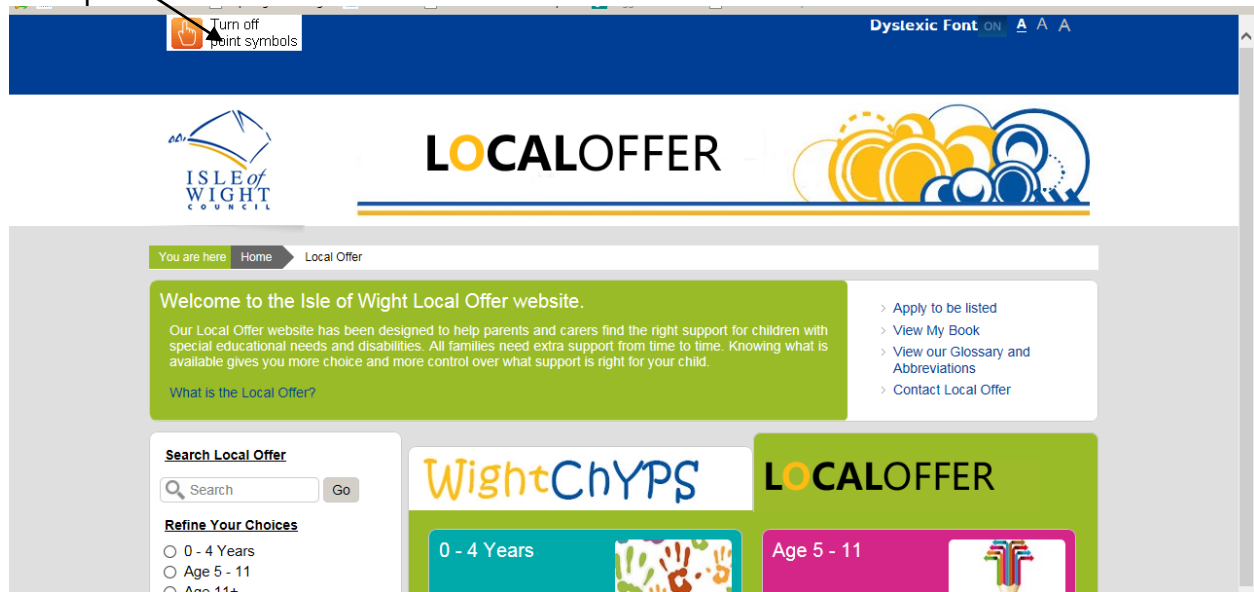 Turn off
point symbols
Dyslexic Font ON A A A
ISLE of
WIGHT
COUNCIL
LOCALOFFER
You are here Home Local Offer
Welcome to the Isle of Wight Local Offer website.
Our Local Offer website has been designed to help parents and carers find the right support for children with
special educational needs and disabilities. All families need extra support from time to time. Knowing what is
available gives you more choice and more control over what support is right for your child.
What is the Local Offer?
> Apply to be listed
> View My Book
> View our Glossary and
Abbreviations
> Contact Local Offer
Search Local Offer
Search Go
Refine Your Choices
0 - 4 Years
Age 5 - 11
Age 11+
WightChYPS
LOCALOFFER
0 - 4 Years
Age 5 - 11